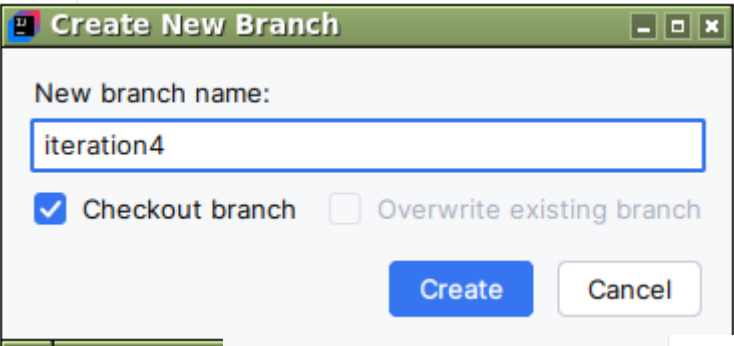 Create New Branch
New branch name:
iteration4
Checkout branch Overwrite existing branch
Create Cancel